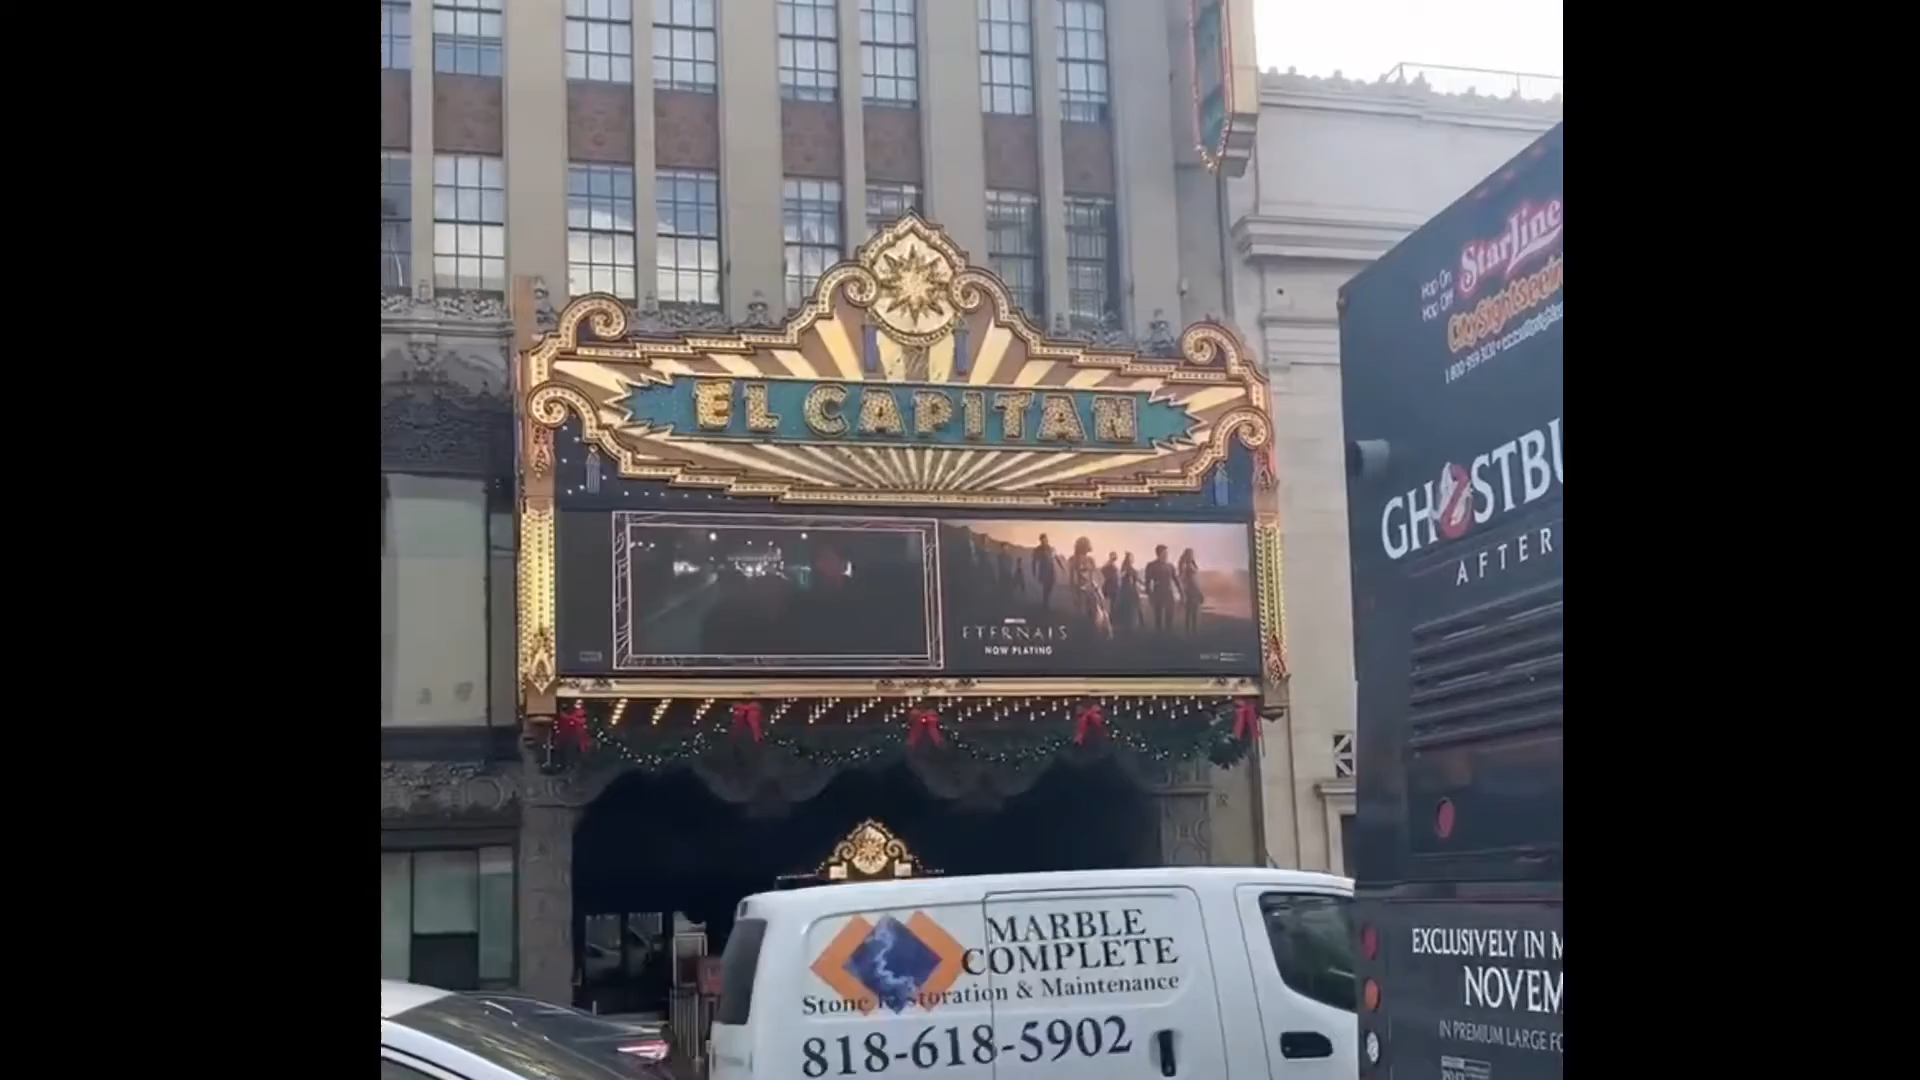 EL CAPITAN
ETERNALS
NOW PLAYING
MARBLE
COMPLETE
Stone Restoration & Maintenance
818-618-5902
Hop On
Hop Off
Starline
CitySightsecin
GHOSTBU
AFTER
EXCLUSIVELY IN M
NOVEM
IN PREMIUM LARGE FO